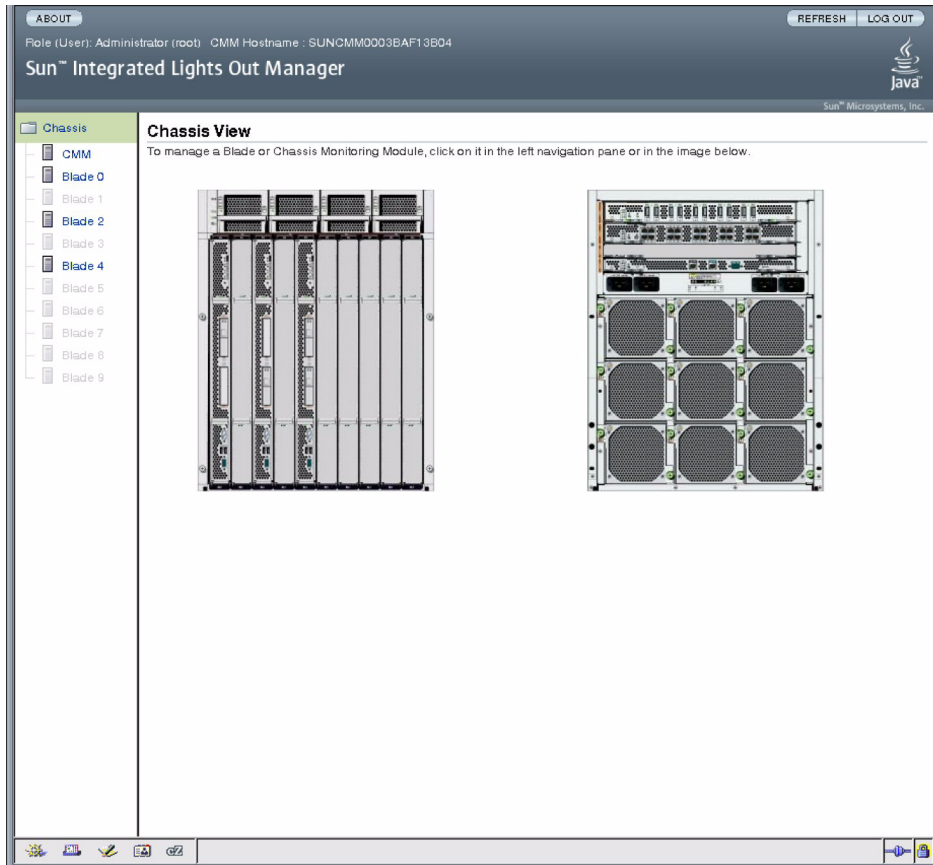 ABOUT
REFRESH LOG OUT
Role (User): Administrator (root) CMM Hostname : SUNCMM0003BAF13B04
Sun™ Integrated Lights Out Manager
Java™
Sun™ Microsystems, Inc.
Chassis
CMM
Blade 0
Blade 1
Blade 2
Blade 3
Blade 4
Blade 5
Blade 6
Blade 7
Blade 8
Blade 9
Chassis View
To manage a Blade or Chassis Monitoring Module, click on it in the left navigation pane or in the image below.